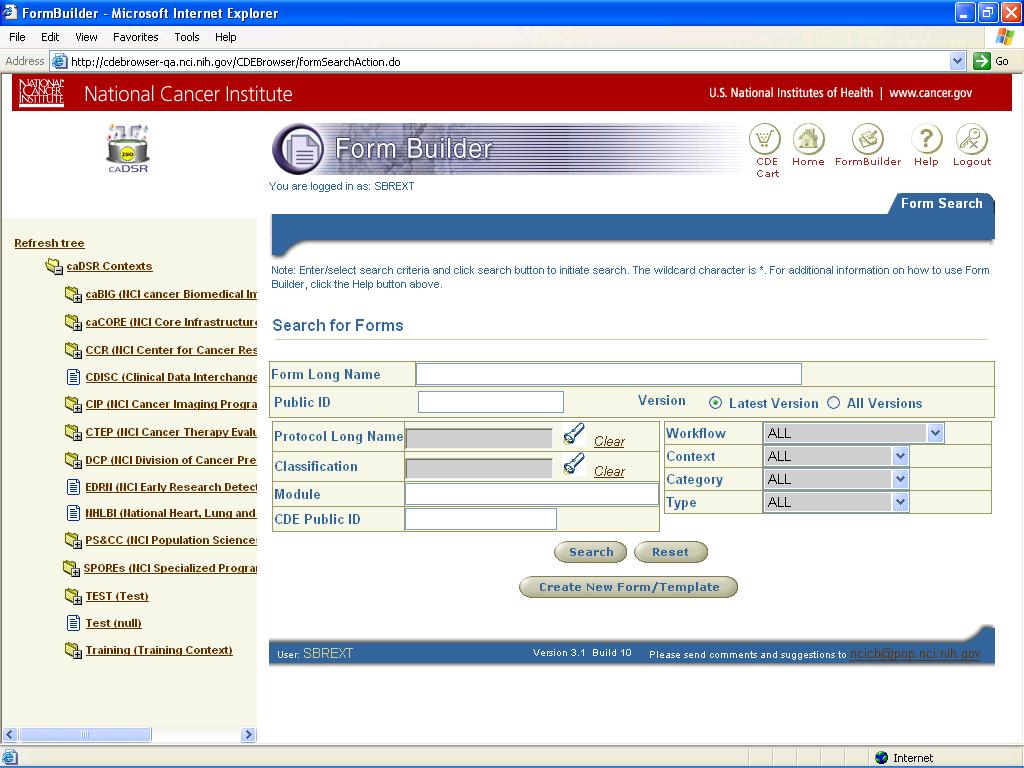 FormBuilder - Microsoft Internet Explorer
File Edit View Favorites Tools Help
Address http://cdebrowser-qa.nci.nih.gov/CDEBrowser/formSearchAction.do Go
NATIONAL CANCER INSTITUTE National Cancer Institute U.S. National Institutes of Health | www.cancer.gov
ISO
caDSR
Form Builder
CDE Cart Home FormBuilder Help Logout
You are logged in as: SBREXT
Form Search
Refresh tree
caDSR Contexts
caBIG (NCI cancer Biomedical In
caCORE (NCI Core Infrastructure
CCR (NCI Center for Cancer Res
CDISC (Clinical Data Interchange
CIP (NCI Cancer Imaging Progra
CTEP (NCI Cancer Therapy Evalu
DCP (NCI Division of Cancer Pre
EDRN (NCI Early Research Detect
NHLBI (National Heart, Lung and
PS&CC (NCI Population Sciences
SPOREs (NCI Specialized Program
TEST (Test)
Test (null)
Training (Training Context)
Note: Enter/select search criteria and click search button to initiate search. The wildcard character is *. For additional information on how to use Form
Builder, click the Help button above.
Search for Forms
Form Long Name
Public ID Version Latest Version All Versions
Protocol Long Name Clear
Classification Clear
Module
CDE Public ID
Workflow ALL
Context ALL
Category ALL
Type ALL
Search Reset
Create New Form/Template
User: SBREXT Version 3.1 Build 10 Please send comments and suggestions to ncicb@pop.nci.nih.gov
Internet